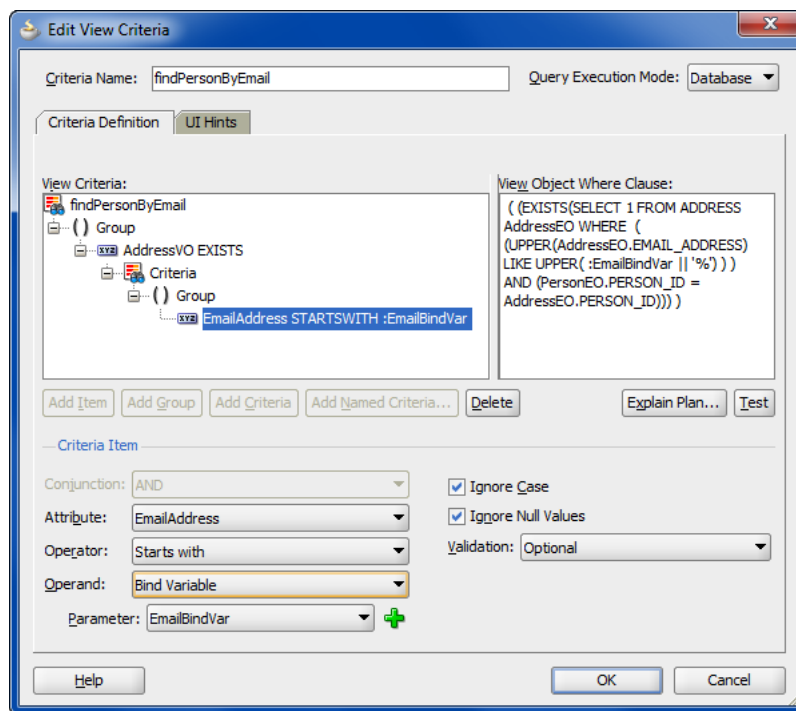 Edit View Criteria
Criteria Name: findPersonByEmail Query Execution Mode: Database
Criteria Definition UI Hints
View Criteria: View Object Where Clause:
findPersonByEmail
( ) Group
XYZ AddressVO EXISTS
Criteria
( ) Group
XYZ EmailAddress STARTSWITH :EmailBindVar
( (EXISTS(SELECT 1 FROM ADDRESS
AddressEO WHERE (
(UPPER(AddressEO.EMAIL_ADDRESS)
LIKE UPPER( :EmailBindVar || '%') ) )
AND (PersonEO.PERSON_ID =
AddressEO.PERSON_ID))) )
Add Item Add Group Add Criteria Add Named Criteria... Delete Explain Plan... Test
Criteria Item
Conjunction: AND Ignore Case
Attribute: EmailAddress Ignore Null Values
Operator: Starts with Validation: Optional
Operand: Bind Variable
Parameter: EmailBindVar
Help OK Cancel